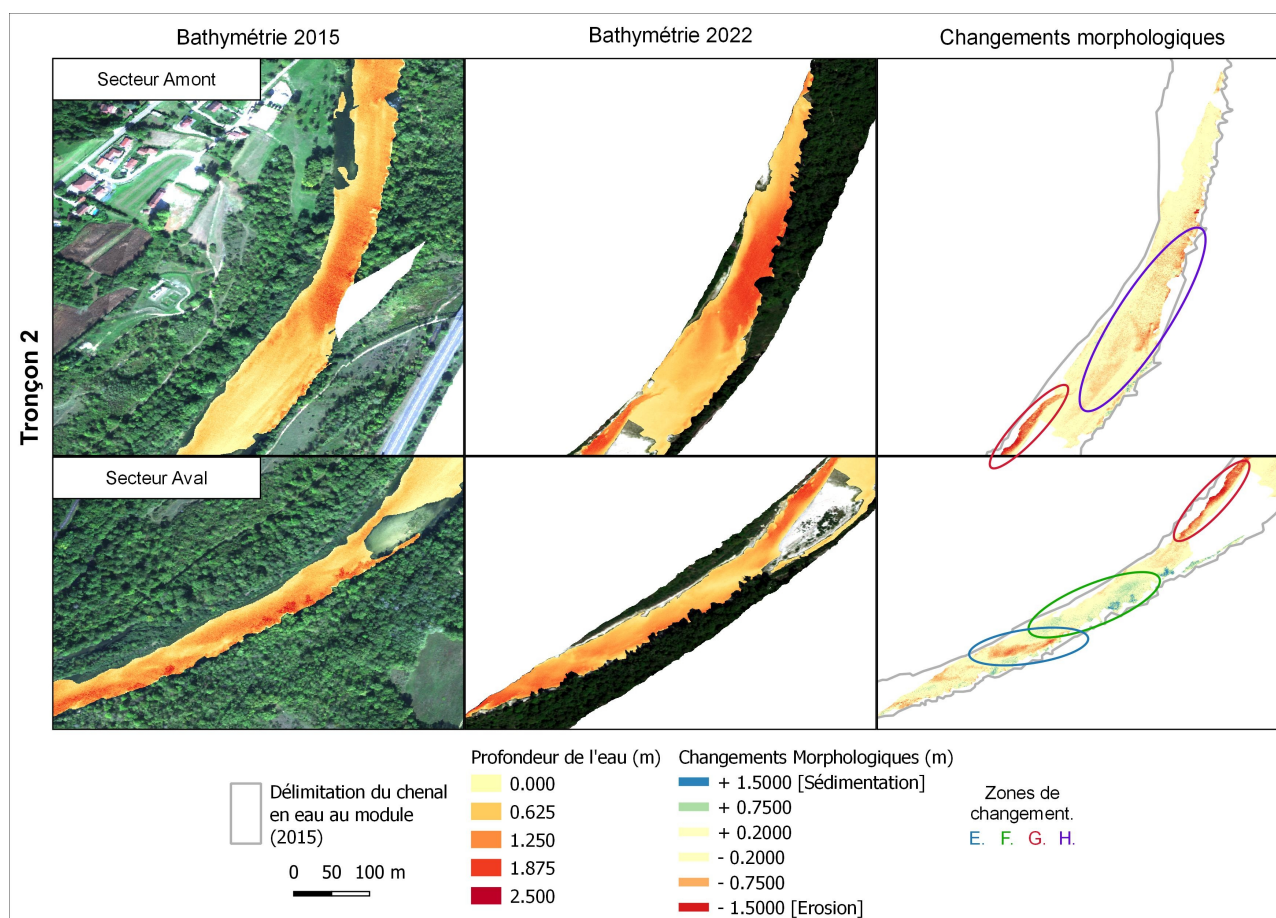 Bathymétrie 2015
Bathymétrie 2022
Changements morphologiques
Secteur Amont
Tronçon 2
Secteur Aval
Délimitation du chenal
en eau au module
(2015)
0 50 100 m
Profondeur de l'eau (m)
0.000
0.625
1.250
1.875
2.500
Changements Morphologiques (m)
+ 1.5000 [Sédimentation]
+ 0.7500
+ 0.2000
- 0.2000
- 0.7500
- 1.5000 [Erosion]
Zones de
changement.
E. F. G. H.